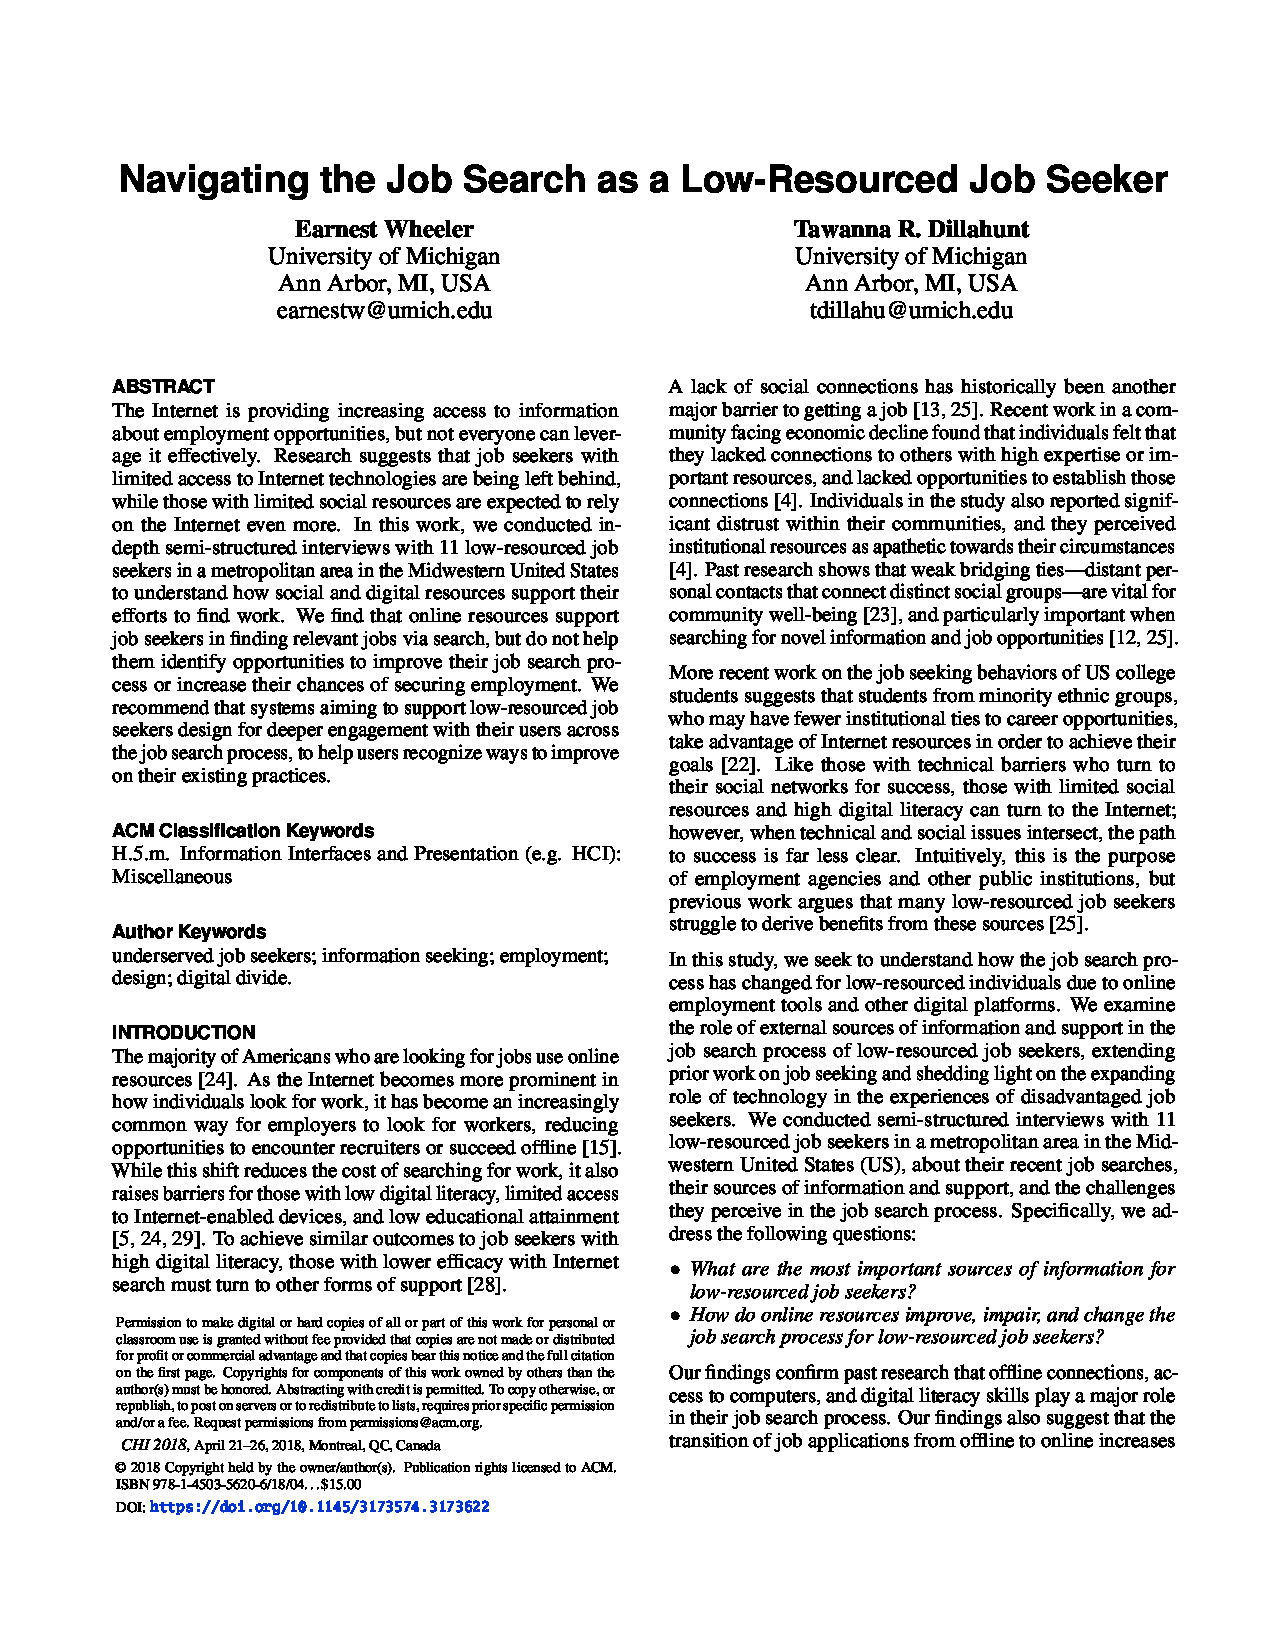 Navigating the Job Search as a Low-Resourced Job Seeker
Earnest Wheeler
University of Michigan
Ann Arbor, MI, USA
earnestw@umich.edu
Tawanna R. Dillahunt
University of Michigan
Ann Arbor, MI, USA
tdillahu@umich.edu
ABSTRACT
The Internet is providing increasing access to information
about employment opportunities, but not everyone can lever-
age it effectively. Research suggests that job seekers with
limited access to Internet technologies are being left behind,
while those with limited social resources are expected to rely
on the Internet even more. In this work, we conducted in-
depth semi-structured interviews with 11 low-resourced job
seekers in a metropolitan area in the Midwestern United States
to understand how social and digital resources support their
efforts to find work. We find that online resources support
job seekers in finding relevant jobs via search, but do not help
them identify opportunities to improve their job search pro-
cess or increase their chances of securing employment. We
recommend that systems aiming to support low-resourced job
seekers design for deeper engagement with their users across
the job search process, to help users recognize ways to improve
on their existing practices.
ACM Classification Keywords
H.5.m. Information Interfaces and Presentation (e.g. HCI):
Miscellaneous
Author Keywords
underserved job seekers; information seeking; employment;
design; digital divide.
INTRODUCTION
The majority of Americans who are looking for jobs use online
resources [24]. As the Internet becomes more prominent in
how individuals look for work, it has become an increasingly
common way for employers to look for workers, reducing
opportunities to encounter recruiters or succeed offline [15].
While this shift reduces the cost of searching for work, it also
raises barriers for those with low digital literacy, limited access
to Internet-enabled devices, and low educational attainment
[5, 24, 29]. To achieve similar outcomes to job seekers with
high digital literacy, those with lower efficacy with Internet
search must turn to other forms of support [28].
Permission to make digital or hard copies of all or part of this work for personal or
classroom use is granted without fee provided that copies are not made or distributed
for profit or commercial advantage and that copies bear this notice and the full citation
on the first page. Copyrights for components of this work owned by others than the
author(s) must be honored. Abstracting with credit is permitted. To copy otherwise, or
republish, to post on servers or to redistribute to lists, requires prior specific permission
and/or a fee. Request permissions from permissions@acm.org.
CHI 2018, April 21–26, 2018, Montreal, QC, Canada
© 2018 Copyright held by the owner/author(s). Publication rights licensed to ACM.
ISBN 978-1-4503-5620-6/18/04…$15.00
DOI: https://doi.org/10.1145/3173574.3173622
A lack of social connections has historically been another
major barrier to getting a job [13, 25]. Recent work in a com-
munity facing economic decline found that individuals felt that
they lacked connections to others with high expertise or im-
portant resources, and lacked opportunities to establish those
connections [4]. Individuals in the study also reported signif-
icant distrust within their communities, and they perceived
institutional resources as apathetic towards their circumstances
[4]. Past research shows that weak bridging ties—distant per-
sonal contacts that connect distinct social groups—are vital for
community well-being [23], and particularly important when
searching for novel information and job opportunities [12, 25].
More recent work on the job seeking behaviors of US college
students suggests that students from minority ethnic groups,
who may have fewer institutional ties to career opportunities,
take advantage of Internet resources in order to achieve their
goals [22]. Like those with technical barriers who turn to
their social networks for success, those with limited social
resources and high digital literacy can turn to the Internet;
however, when technical and social issues intersect, the path
to success is far less clear. Intuitively, this is the purpose
of employment agencies and other public institutions, but
previous work argues that many low-resourced job seekers
struggle to derive benefits from these sources [25].
In this study, we seek to understand how the job search pro-
cess has changed for low-resourced individuals due to online
employment tools and other digital platforms. We examine
the role of external sources of information and support in the
job search process of low-resourced job seekers, extending
prior work on job seeking and shedding light on the expanding
role of technology in the experiences of disadvantaged job
seekers. We conducted semi-structured interviews with 11
low-resourced job seekers in a metropolitan area in the Mid-
western United States (US), about their recent job searches,
their sources of information and support, and the challenges
they perceive in the job search process. Specifically, we ad-
dress the following questions:
• What are the most important sources of information for
low-resourced job seekers?
• How do online resources improve, impair, and change the
job search process for low-resourced job seekers?
Our findings confirm past research that offline connections, ac-
cess to computers, and digital literacy skills play a major role
in their job search process. Our findings also suggest that the
transition of job applications from offline to online increases